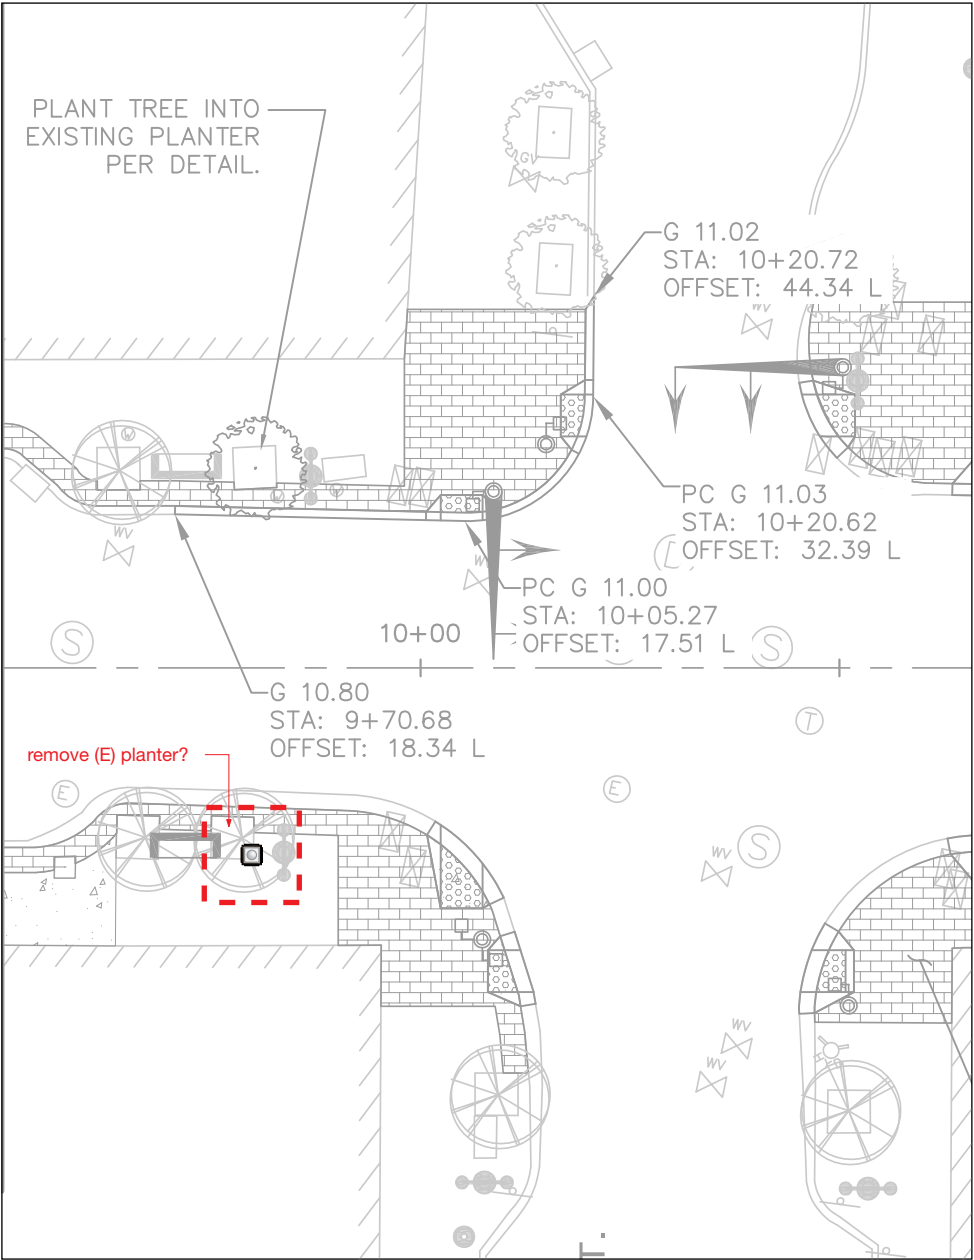 PLANT TREE INTO
EXISTING PLANTER
PER DETAIL.
GV
G 11.02
STA: 10+20.72
OFFSET: 44.34 L
WV
W
W
W
WV
WV
PC G 11.03
STA: 10+20.62
OFFSET: 32.39 L
PC G 11.00
STA: 10+05.27
OFFSET: 17.51 L
10+00
S
S
G 10.80
STA: 9+70.68
OFFSET: 18.34 L
T
remove (E) planter?
E
E
S
WV
WV
WV
T.